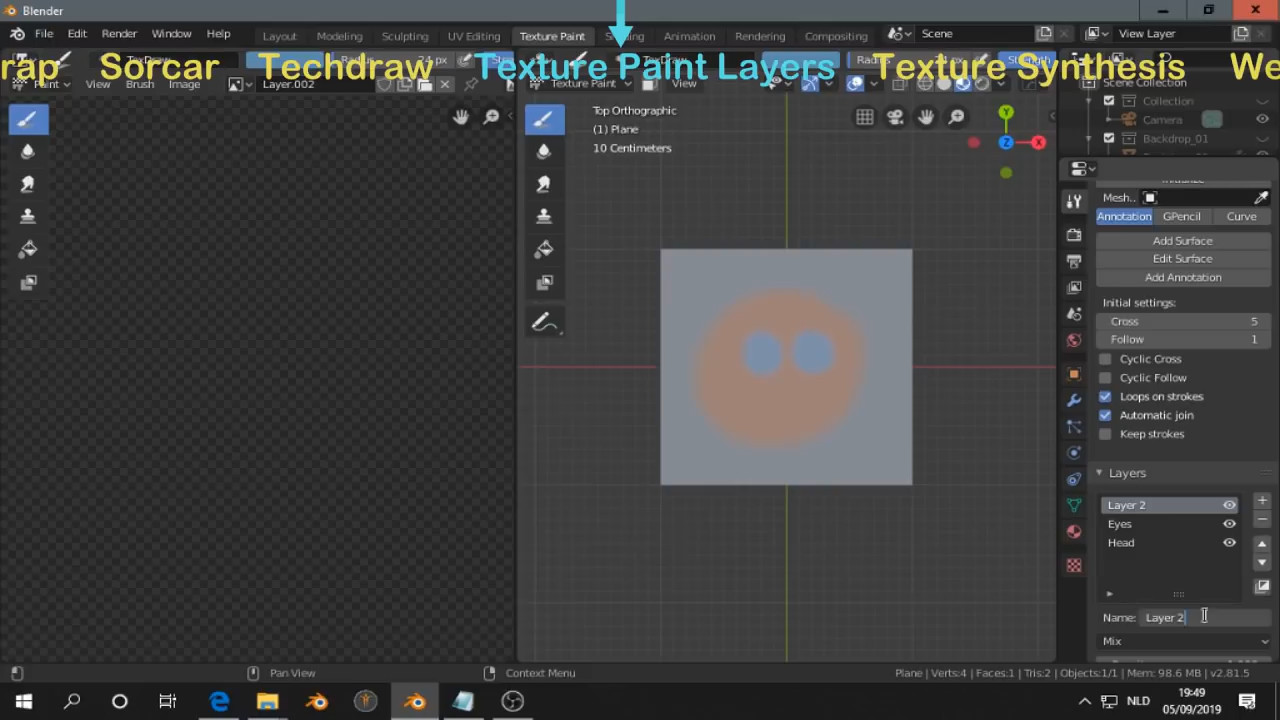 Blender
File Edit Render Window Help
Layout Modeling Sculpting UV Editing Texture Paint Animation Rendering Compositing
Scene
View Layer
rap Sorcar Techdraw Texture Paint Layers Texture Synthesis We
Paint View Brush Image Layer.002
Texture Paint View
Scene Collection
Collection
Camera
Backdrop_01
Top Orthographic
(1) Plane
10 Centimeters
Y
Z
X
Mesh..
Annotation GPencil Curve
Add Surface
Edit Surface
Add Annotation
Initial settings:
Cross 5
Follow 1
Cyclic Cross
Cyclic Follow
Loops on strokes
Automatic join
Keep strokes
Layers
Layer 2
Eyes
Head
Name: Layer 2
Mix
Pan View
Context Menu
Plane | Verts:4 | Faces:1 | Tris:2 | Objects:1/1 | Mem: 98.6 MB | v2.81.5
NLD
19:49
05/09/2019